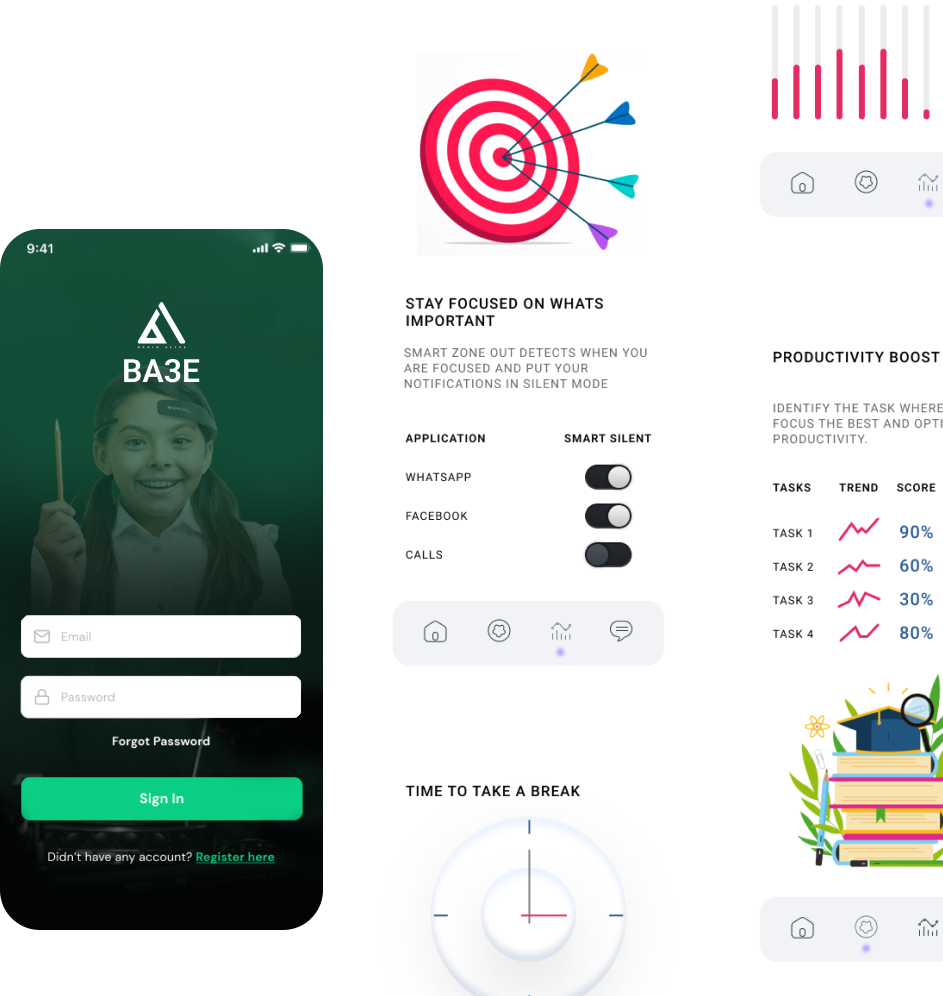 9:41
BRAIN ALIVE
BA3E
Email
Password
Forgot Password
Sign In
Didn't have any account? Register here
STAY FOCUSED ON WHATS
IMPORTANT
SMART ZONE OUT DETECTS WHEN YOU
ARE FOCUSED AND PUT YOUR
NOTIFICATIONS IN SILENT MODE
APPLICATION SMART SILENT
WHATSAPP
FACEBOOK
CALLS
TIME TO TAKE A BREAK
PRODUCTIVITY BOOST
IDENTIFY THE TASK WHERE
FOCUS THE BEST AND OPTI
PRODUCTIVITY.
TASKS TREND SCORE
TASK 1 90%
TASK 2 60%
TASK 3 30%
TASK 4 80%